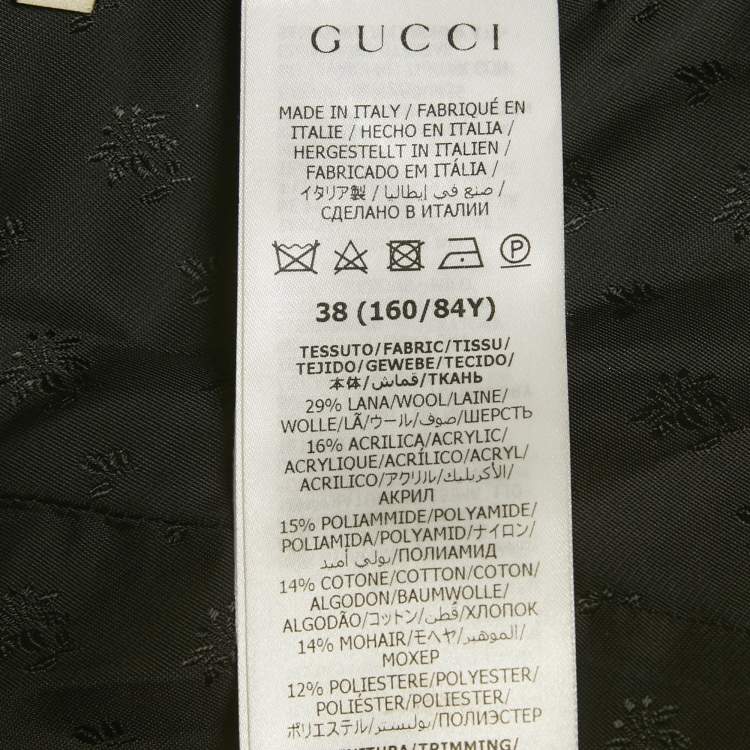 GUCCI
MADE IN ITALY / FABRIQUÉ EN
ITALIE / HECHO EN ITALIA /
HERGESTELLT IN ITALIEN /
FABRICADO EM ITÁLIA /
イタリア製 / صنع في إيطاليا /
СДЕЛАНО В ИТАЛИИ
P
38 (160/84Y)
TESSUTO/FABRIC/TISSU/
TEJIDO/GEWEBE/TECIDO/
本体/قماش/ТКАНЬ
29% LANA/WOOL/LAINE/
WOLLE/LÃ/ウール/صوف/ШЕРСТЬ
16% ACRILICA/ACRYLIC/
ACRYLIQUE/ACRÍLICO/ACRYL/
ACRILICO/アクリル/الأكريليك/
АКРИЛ
15% POLIAMMIDE/POLYAMIDE/
POLIAMIDA/POLYAMID/ナイロン/
بولي أميد/ПОЛИАМИД
14% COTONE/COTTON/COTON/
ALGODON/BAUMWOLLE/
ALGODÃO/コットン/قطن/ХЛОПОК
14% MOHAIR/モヘヤ/الموهير/
МОХЕР
12% POLIESTERE/POLYESTER/
POLIÉSTER/POLIESTER/
ポリエステル/بوليستر/ПОЛИЭСТЕР
/TRIMMING/